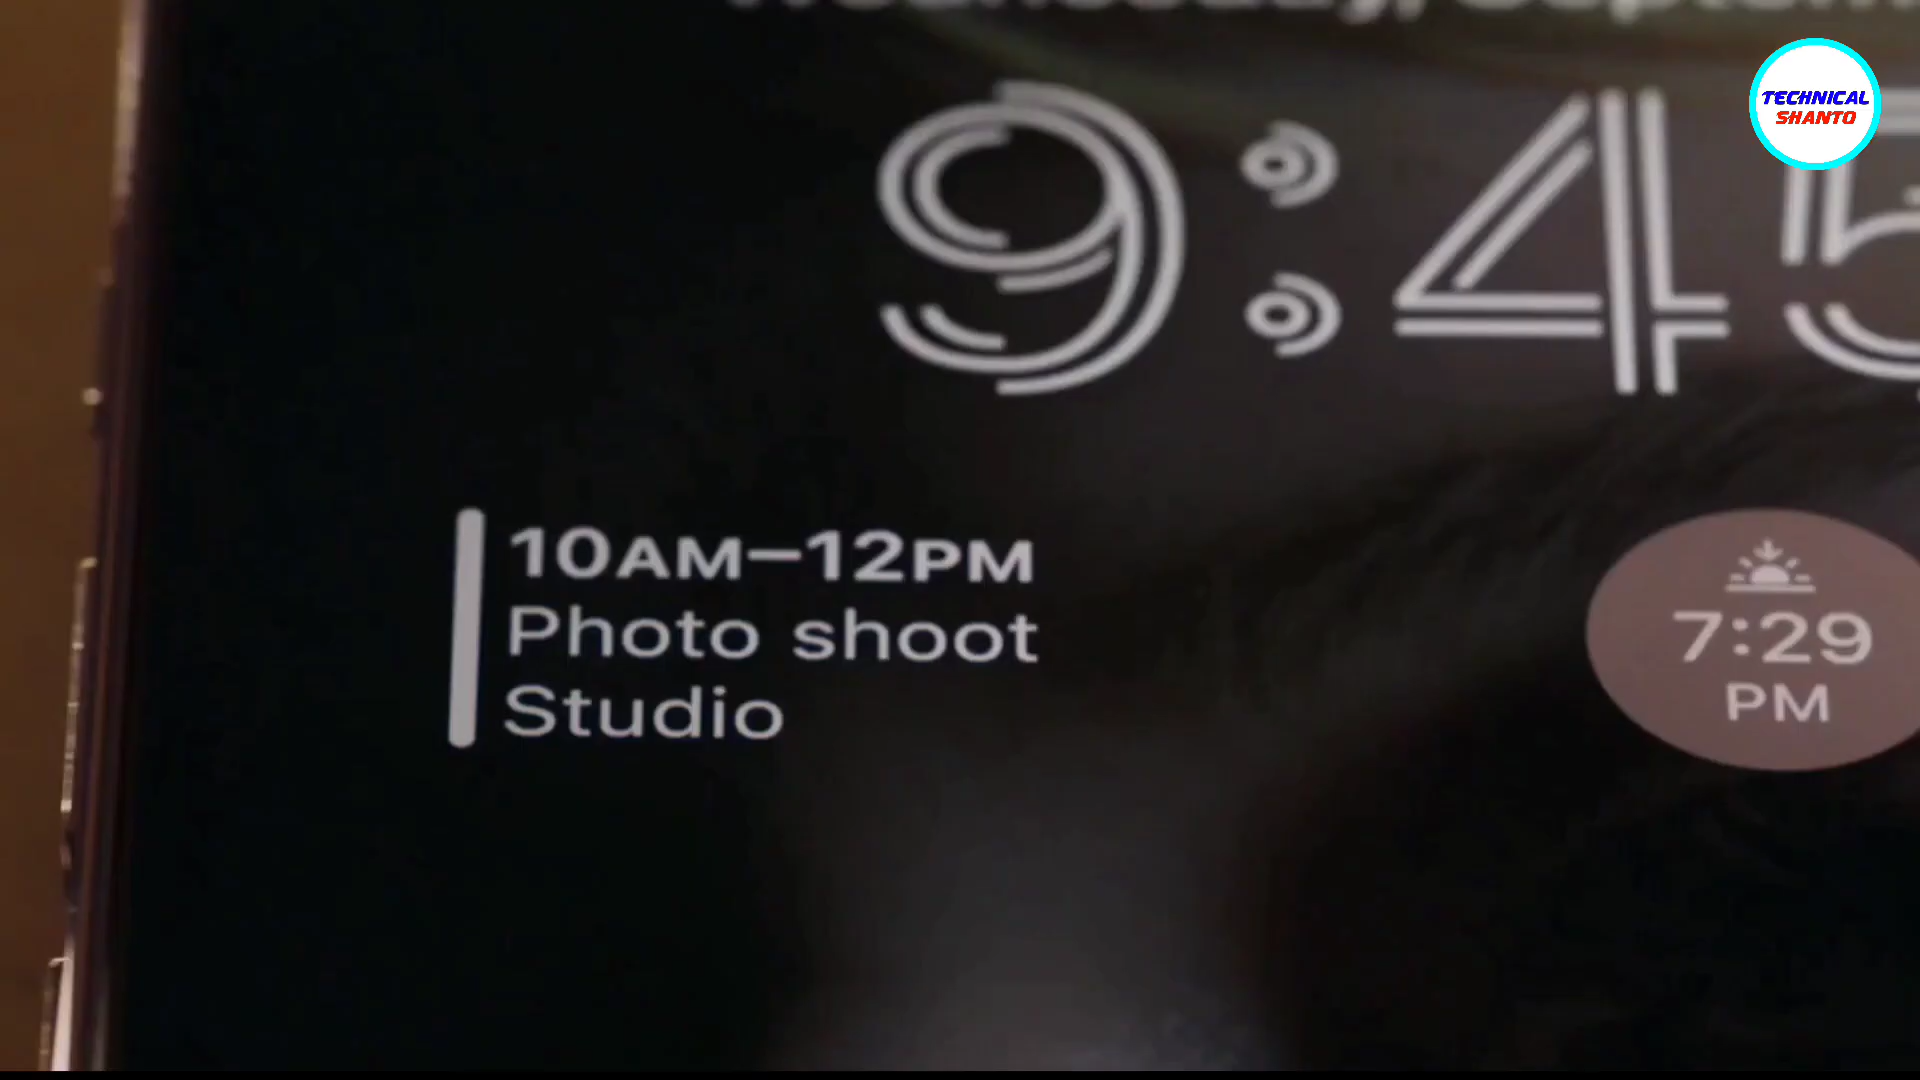 9:45
TECHNICAL
SHANTO
10AM–12PM
Photo shoot
Studio
7:29
PM